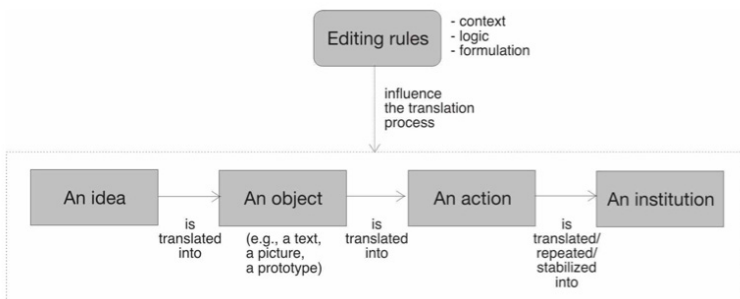 Editing rules
- context
- logic
- formulation
influence
the translation
process
An idea
An object
An action
An institution
is
translated
into
(e.g., a text,
a picture,
a prototype)
is
translated
into
is
translated/
repeated/
stabilized
into